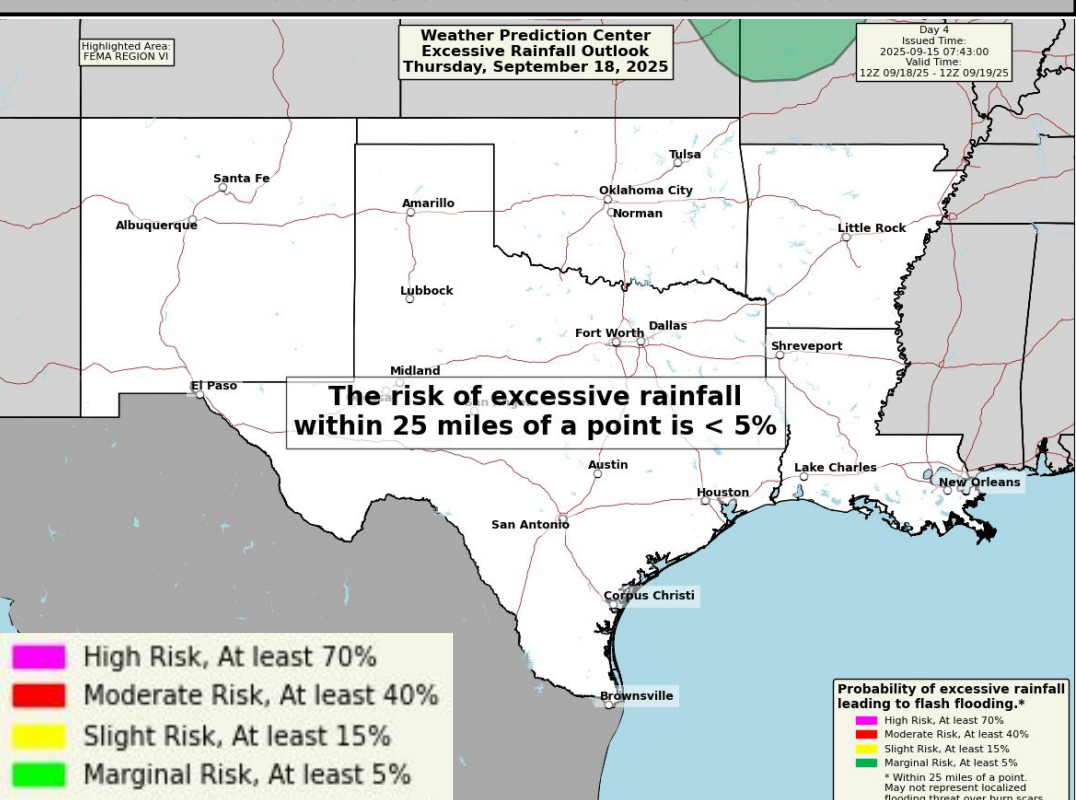 Highlighted Area:
FEMA REGION VI
Weather Prediction Center
Excessive Rainfall Outlook
Thursday, September 18, 2025
Day 4
Issued Time:
2025-09-15 07:43:00
Valid Time:
12Z 09/18/25 - 12Z 09/19/25
Tulsa
Santa Fe
Oklahoma City
Amarillo
Norman
Albuquerque
Little Rock
Lubbock
Dallas
Fort Worth
Shreveport
Midland
El Paso
The risk of excessive rainfall
within 25 miles of a point is < 5%
Austin
Lake Charles
New Orleans
Houston
San Antonio
Corpus Christi
Brownsville
High Risk, At least 70%
Moderate Risk, At least 40%
Slight Risk, At least 15%
Marginal Risk, At least 5%
Probability of excessive rainfall
leading to flash flooding.*
High Risk, At least 70%
Moderate Risk, At least 40%
Slight Risk, At least 15%
Marginal Risk, At least 5%
* Within 25 miles of a point.
May not represent localized
flooding threat over burn scars